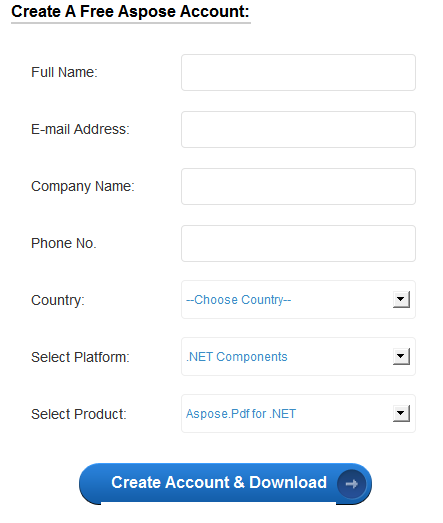 Create A Free Aspose Account:
Full Name:
E-mail Address:
Company Name:
Phone No.
Country: --Choose Country--
Select Platform: .NET Components
Select Product: Aspose.Pdf for .NET
Create Account & Download